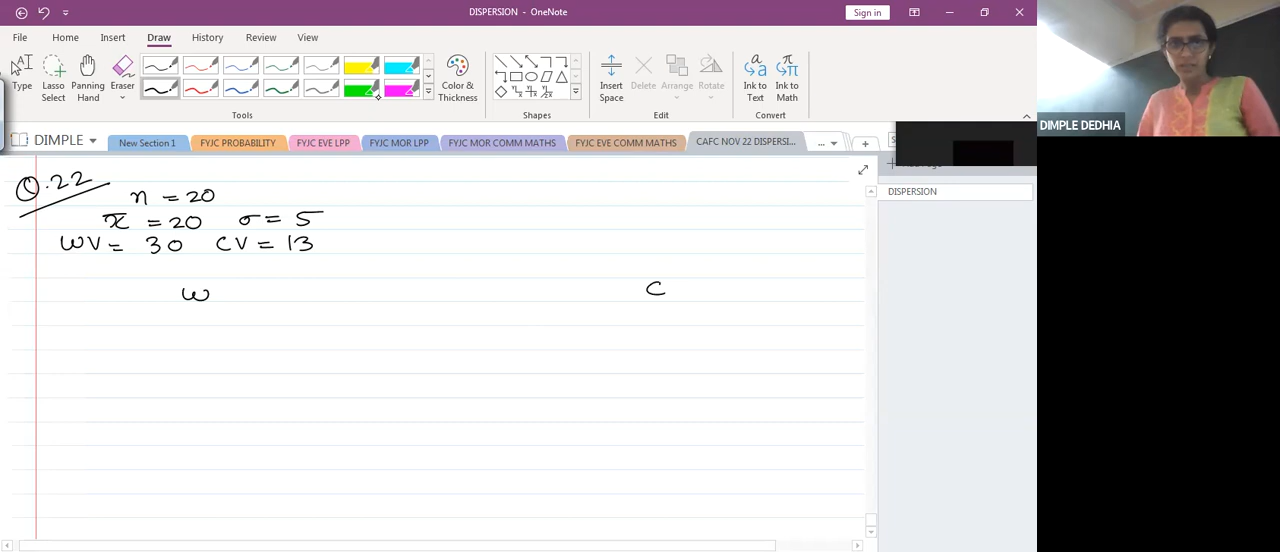 DISPERSION - OneNote
Sign in
File Home Insert Draw History Review View
Type Lasso Select Panning Hand Eraser Color & Thickness Insert Space Delete Arrange Rotate Ink to Text Ink to Math
Tools Shapes Edit Convert
DIMPLE New Section 1 FYJC PROBABILITY FYJC EVE LPP FYJC MOR LPP FYJC MOR COMM MATHS FYJC EVE COMM MATHS CAFC NOV 22 DISPERSI... ...
DIMPLE DEDHIA
DISPERSION
Q.22
n = 20
x̄ = 20 σ = 5
WV = 30 CV = 13
W C